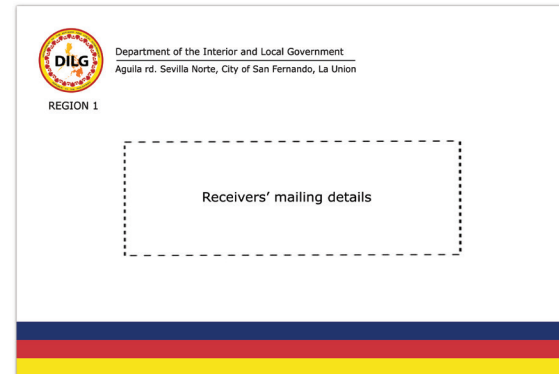 DILG
Department of the Interior and Local Government
Aguila rd. Sevilla Norte, City of San Fernando, La Union
REGION 1
Receivers' mailing details